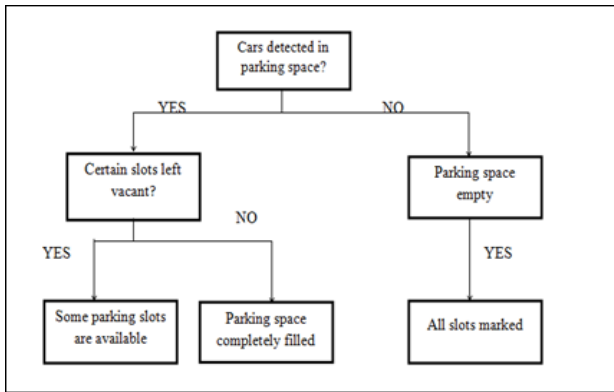 Cars detected in
parking space?
YES
NO
Certain slots left
vacant?
Parking space
empty
NO
YES
YES
Some parking slots
are available
Parking space
completely filled
All slots marked